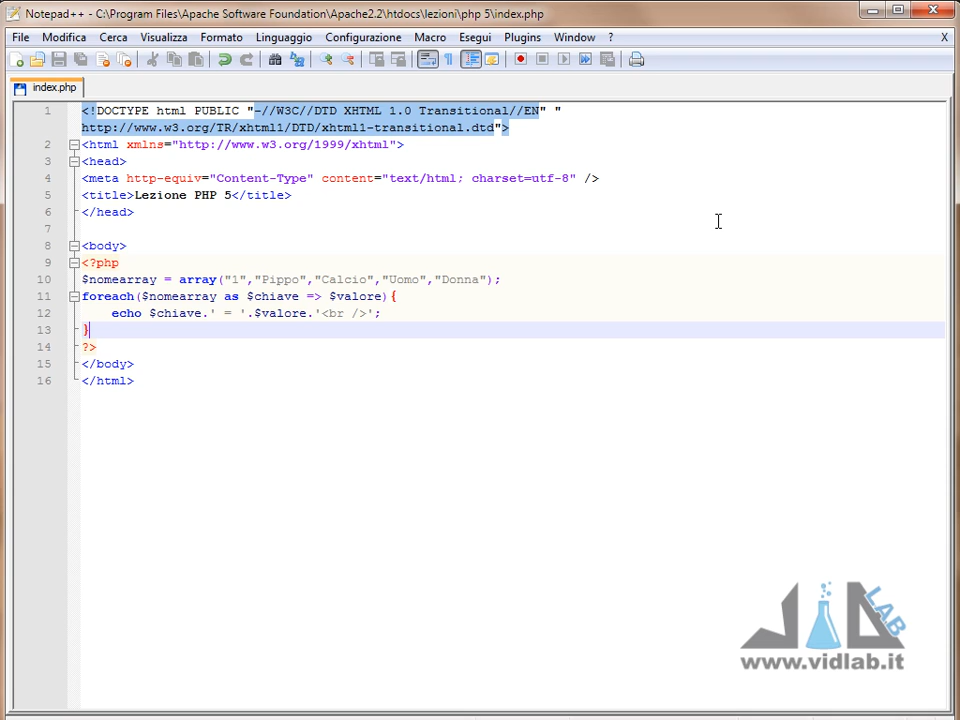 Notepad++ - C:\Program Files\Apache Software Foundation\Apache2.2\htdocs\lezioni\php 5\index.php
File Modifica Cerca Visualizza Formato Linguaggio Configurazione Macro Esegui Plugins Window ? X
index.php
1 <!DOCTYPE html PUBLIC "-//W3C//DTD XHTML 1.0 Transitional//EN" "
http://www.w3.org/TR/xhtml1/DTD/xhtml1-transitional.dtd">
2 <html xmlns="http://www.w3.org/1999/xhtml">
3 <head>
4 <meta http-equiv="Content-Type" content="text/html; charset=utf-8" />
5 <title>Lezione PHP 5</title>
6 </head>
7
8 <body>
9 <?php
10 $nomearray = array("1","Pippo","Calcio","Uomo","Donna");
11 foreach($nomearray as $chiave => $valore){
12 echo $chiave.' = '.$valore.'<br />';
13 }
14 ?>
15 </body>
16 </html>
LAB
www.vidlab.it